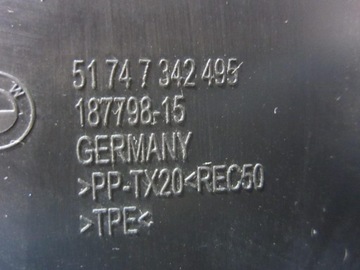 W
51 74 7 342 495
187798-15
GERMANY
>PP-TX20<REC50
>TPE<